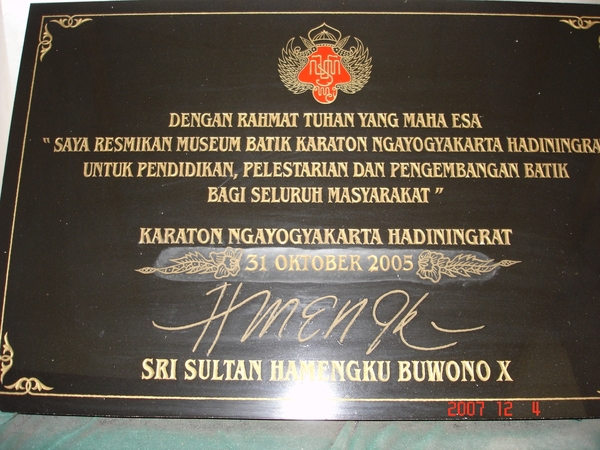 DENGAN RAHMAT TUHAN YANG MAHA ESA
“ SAYA RESMIKAN MUSEUM BATIK KARATON NGAYOGYAKARTA HADININGRA
UNTUK PENDIDIKAN, PELESTARIAN DAN PENGEMBANGAN BATIK
BAGI SELURUH MASYARAKAT ”
KARATON NGAYOGYAKARTA HADININGRAT
31 OKTOBER 2005
SRI SULTAN HAMENGKU BUWONO X
2007 12 4